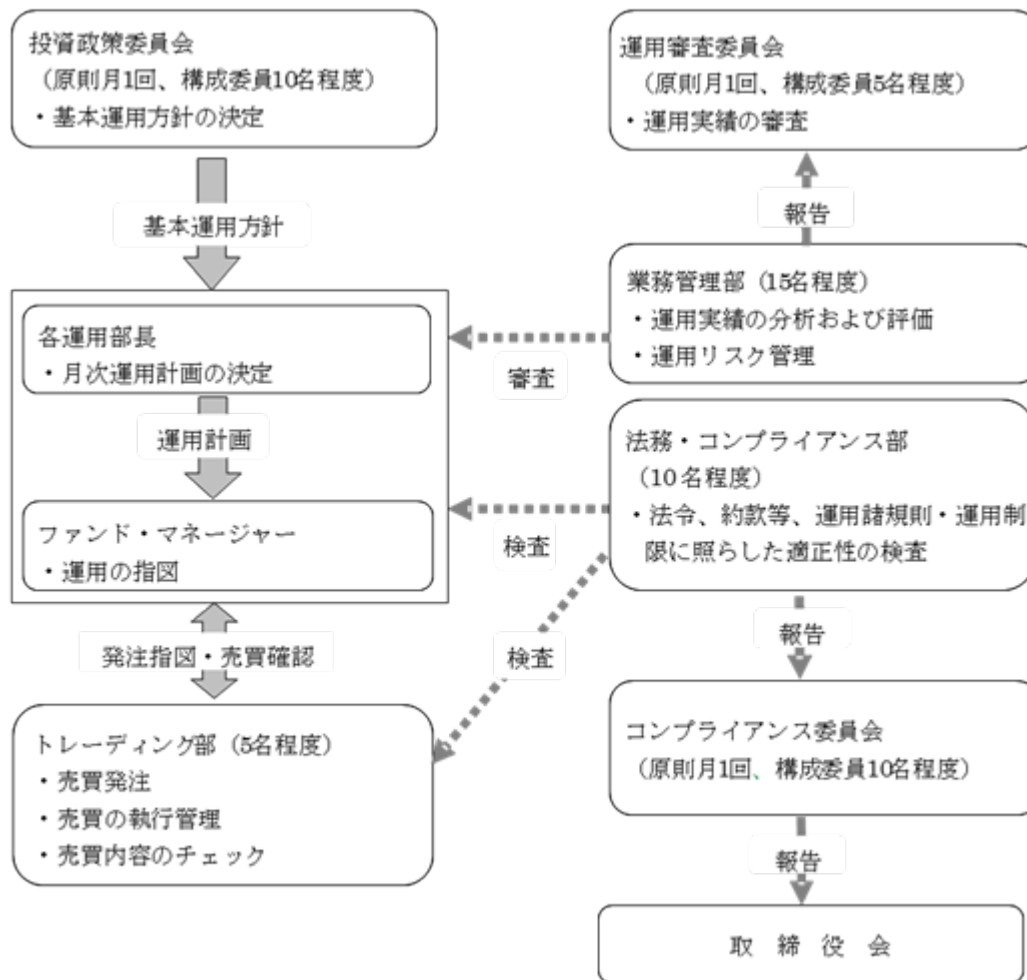 投資政策委員会
（原則月1回、構成委員10名程度）
・基本運用方針の決定
基本運用方針
各運用部長
・月次運用計画の決定
運用計画
ファンド・マネージャー
・運用の指図
発注指図・売買確認
トレーディング部（5名程度）
・売買発注
・売買の執行管理
・売買内容のチェック
運用審査委員会
（原則月1回、構成委員5名程度）
・運用実績の審査
報告
業務管理部（15名程度）
・運用実績の分析および評価
・運用リスク管理
審査
法務・コンプライアンス部
（10名程度）
・法令、約款等、運用諸規則・運用制
限に照らした適正性の検査
検査
検査
報告
コンプライアンス委員会
（原則月1回、構成委員10名程度）
報告
取 締 役 会